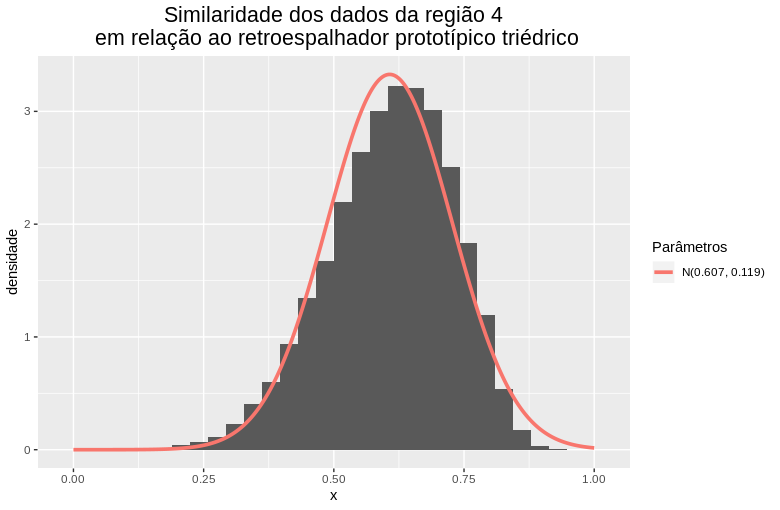 Similaridade dos dados da região 4
em relação ao retroespalhador prototípico triédrico
densidade
3
2
1
0
0.00 0.25 0.50 0.75 1.00
x
Parâmetros
N(0.607, 0.119)